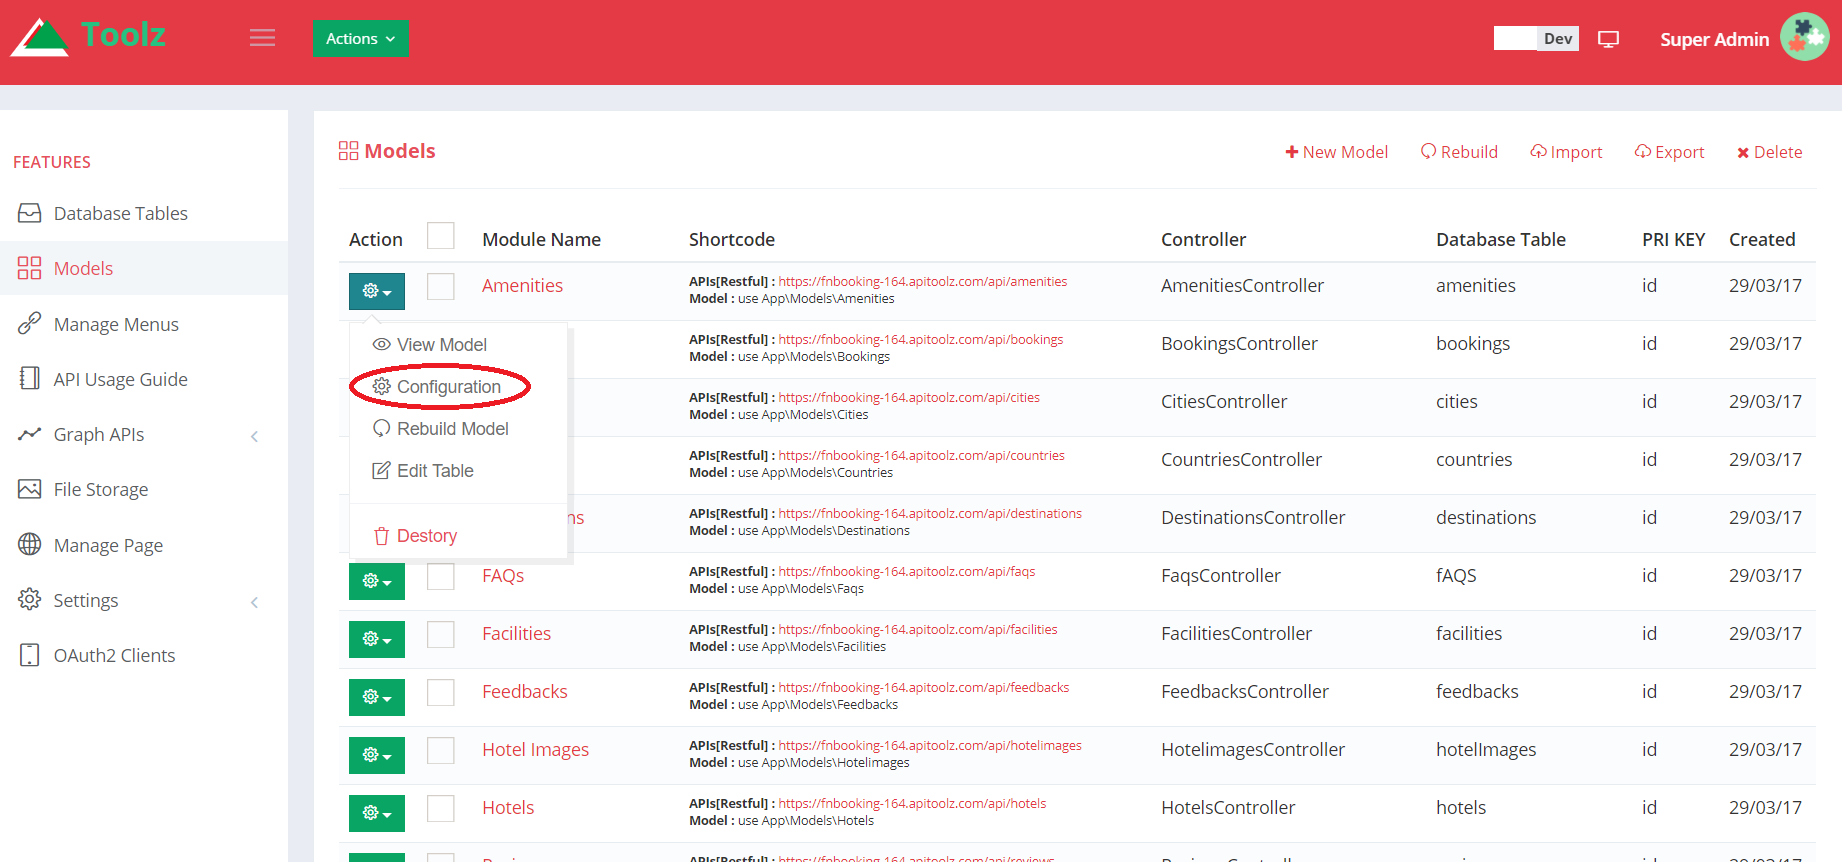 Toolz
Actions
Dev
Super Admin
FEATURES
Database Tables
Models
Manage Menus
API Usage Guide
Graph APIs
File Storage
Manage Page
Settings
OAuth2 Clients
Models
New Model
Rebuild
Import
Export
Delete
Action Module Name Shortcode Controller Database Table PRI KEY Created
Amenities APIs[Restful] : https://fnbooking-164.apitoolz.com/api/amenities AmenitiesController amenities id 29/03/17
Model : use App\Models\Amenities
View Model
Configuration
Rebuild Model
Edit Table
Destory
APIs[Restful] : https://fnbooking-164.apitoolz.com/api/bookings BookingsController bookings id 29/03/17
Model : use App\Models\Bookings
APIs[Restful] : https://fnbooking-164.apitoolz.com/api/cities CitiesController cities id 29/03/17
Model : use App\Models\Cities
APIs[Restful] : https://fnbooking-164.apitoolz.com/api/countries CountriesController countries id 29/03/17
Model : use App\Models\Countries
ns APIs[Restful] : https://fnbooking-164.apitoolz.com/api/destinations DestinationsController destinations id 29/03/17
Model : use App\Models\Destinations
FAQs APIs[Restful] : https://fnbooking-164.apitoolz.com/api/faqs FaqsController fAQS id 29/03/17
Model : use App\Models\Faqs
Facilities APIs[Restful] : https://fnbooking-164.apitoolz.com/api/facilities FacilitiesController facilities id 29/03/17
Model : use App\Models\Facilities
Feedbacks APIs[Restful] : https://fnbooking-164.apitoolz.com/api/feedbacks FeedbacksController feedbacks id 29/03/17
Model : use App\Models\Feedbacks
Hotel Images APIs[Restful] : https://fnbooking-164.apitoolz.com/api/hotelimages HotelimagesController hotelImages id 29/03/17
Model : use App\Models\Hotelimages
Hotels APIs[Restful] : https://fnbooking-164.apitoolz.com/api/hotels HotelsController hotels id 29/03/17
Model : use App\Models\Hotels
APIs[Restful] : https://fnbooking-164.apitoolz.com/api/reviews id 29/03/17